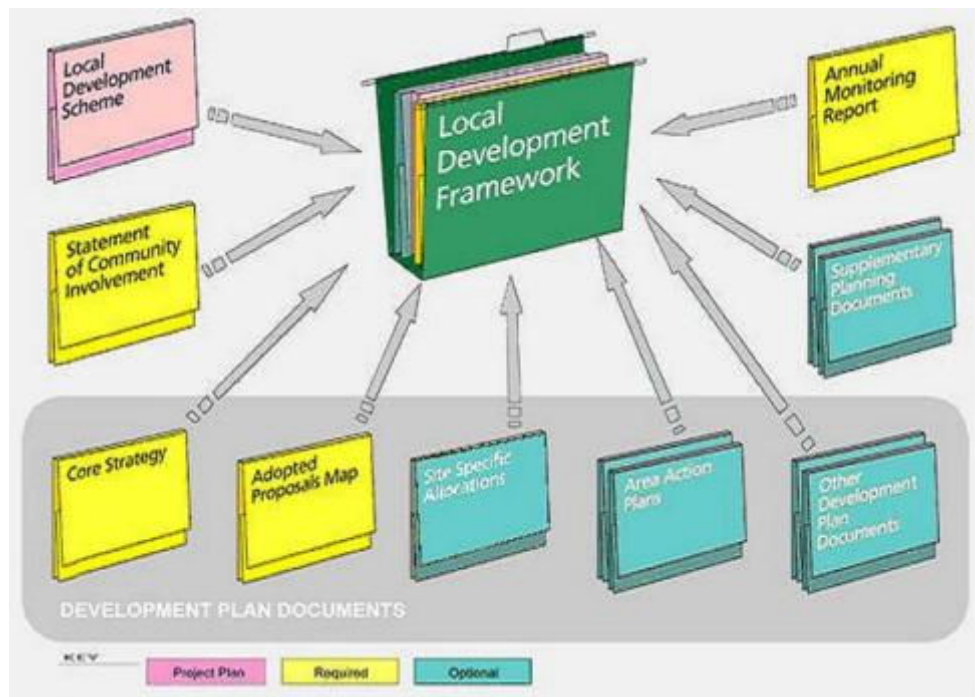 Local
Development
Scheme
Local
Development
Framework
Annual
Monitoring
Report
Statement
of Community
Involvement
Supplementary
Planning
Documents
Core Strategy
Adopted
Proposals Map
Site Specific
Allocations
Area Action
Plans
Other
Development
Plan
Documents
DEVELOPMENT PLAN DOCUMENTS
KEY
Project Plan
Required
Optional